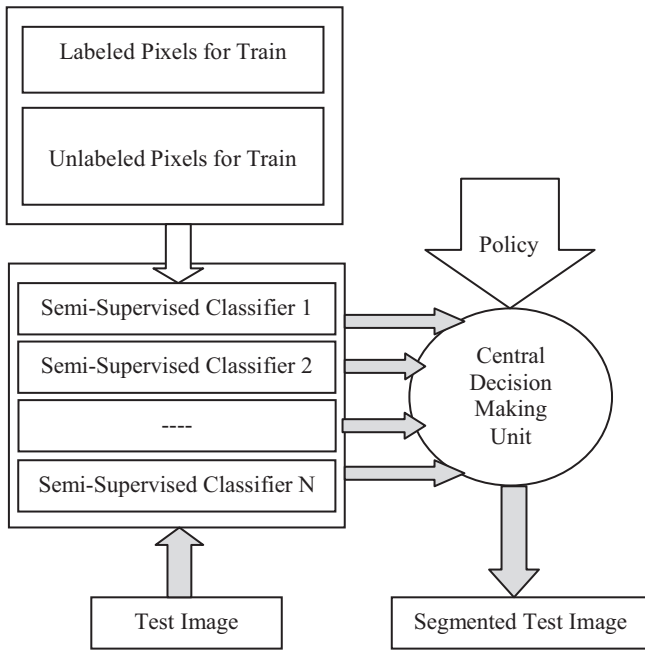 Labeled Pixels for Train
Unlabeled Pixels for Train
Policy
Semi-Supervised Classifier 1
Semi-Supervised Classifier 2
----
Semi-Supervised Classifier N
Central
Decision
Making
Unit
Test Image
Segmented Test Image